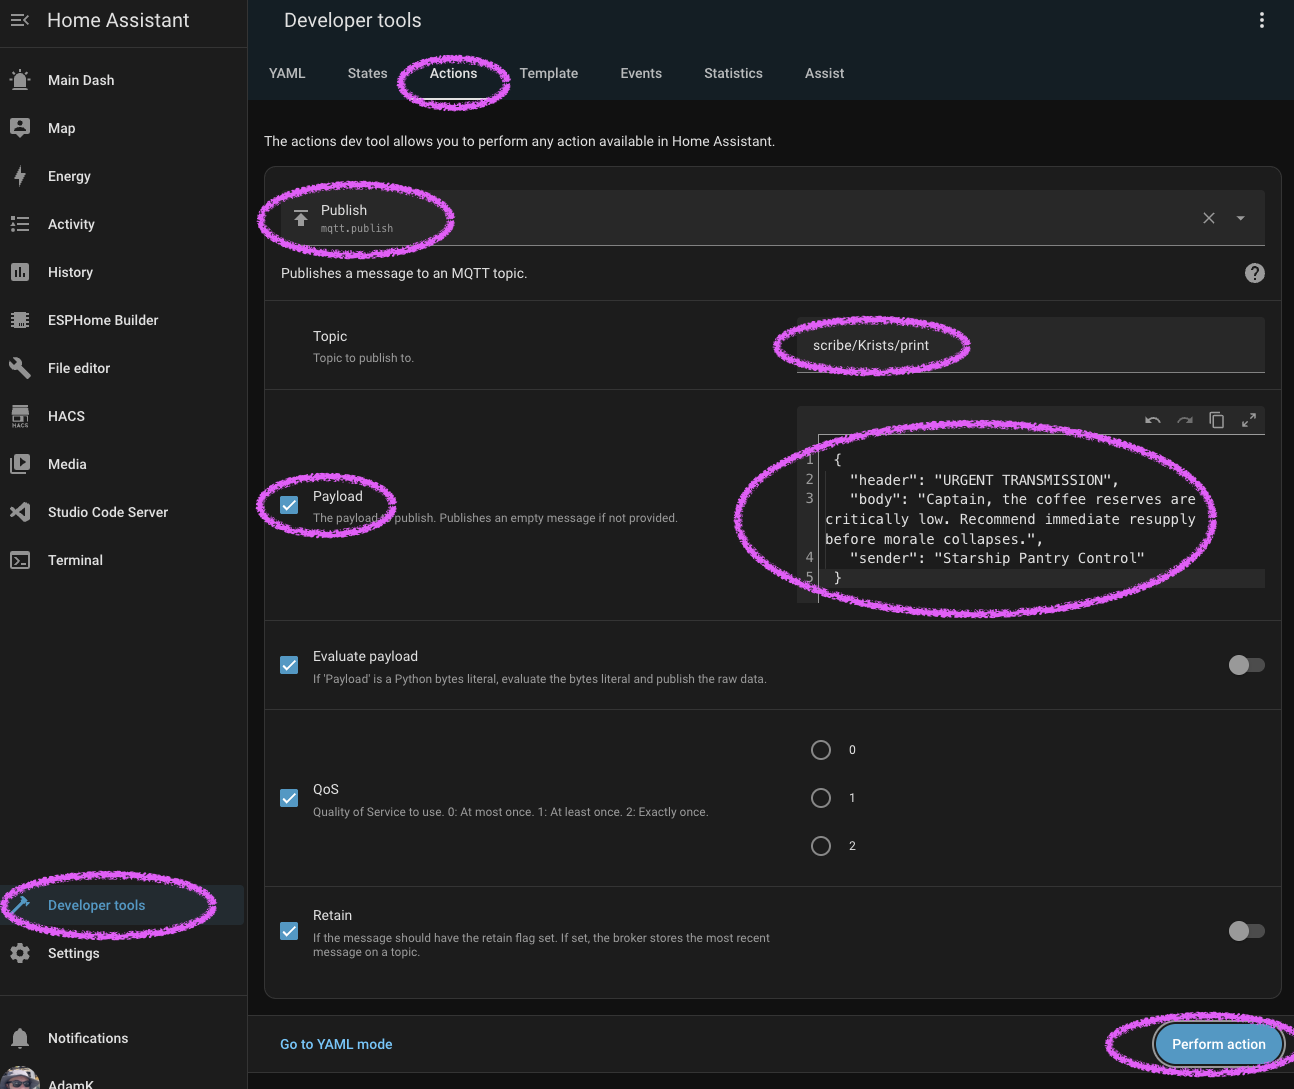 Home Assistant
Main Dash
Map
Energy
Activity
History
ESPHome Builder
File editor
HACS
HACS
Media
Studio Code Server
Terminal
Developer tools
Settings
Notifications
AdamK
Developer tools
YAML States Actions Template Events Statistics Assist
The actions dev tool allows you to perform any action available in Home Assistant.
Publish
mqtt.publish
Publishes a message to an MQTT topic.
Topic
Topic to publish to.
scribe/Krists/print
Payload
The payload to publish. Publishes an empty message if not provided.
1 {
2 "header": "URGENT TRANSMISSION",
3 "body": "Captain, the coffee reserves are
critically low. Recommend immediate resupply
before morale collapses.",
4 "sender": "Starship Pantry Control"
5 }
Evaluate payload
If 'Payload' is a Python bytes literal, evaluate the bytes literal and publish the raw data.
QoS
Quality of Service to use. 0: At most once. 1: At least once. 2: Exactly once.
0
1
2
Retain
If the message should have the retain flag set. If set, the broker stores the most recent
message on a topic.
Go to YAML mode
Perform action